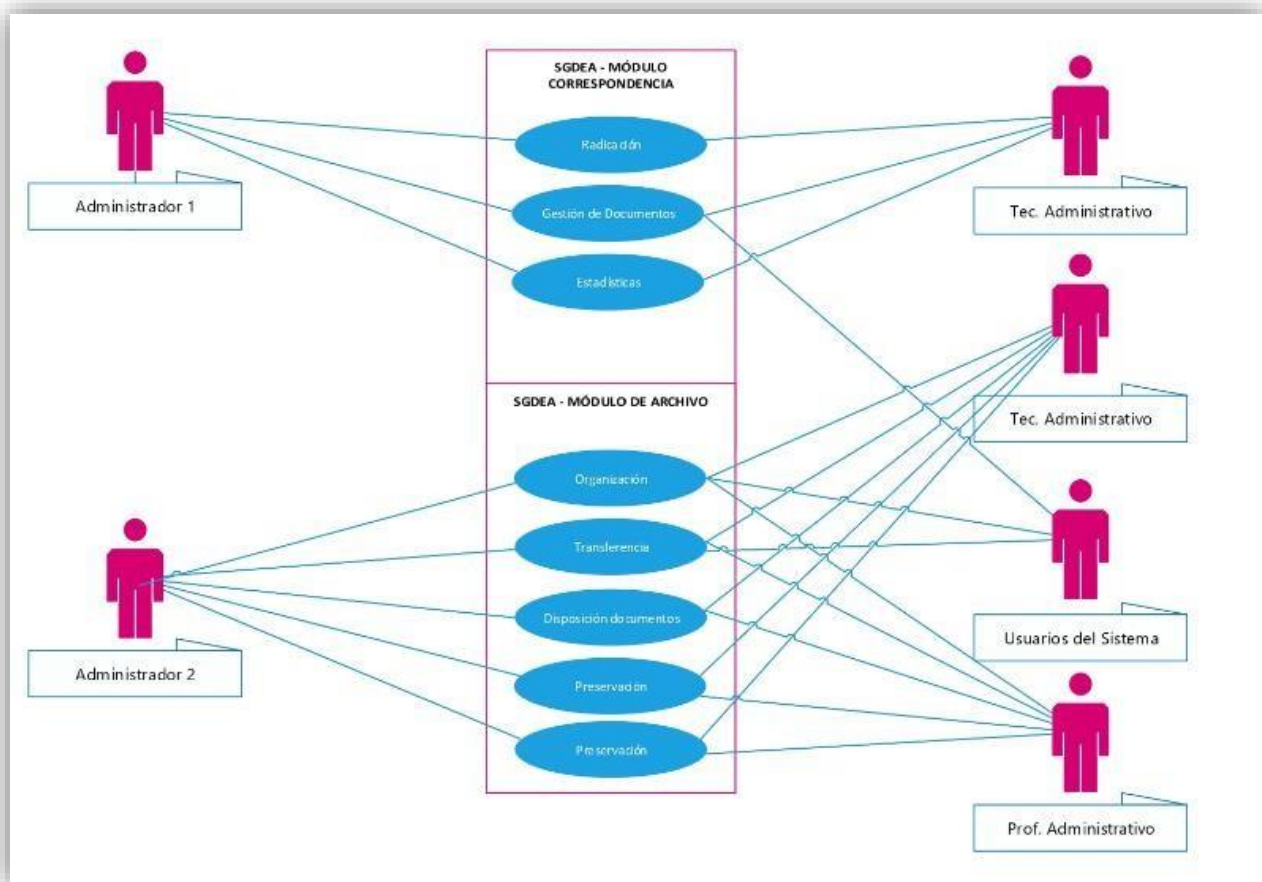 SGDEA - MÓDULO
CORRESPONDENCIA
Radicación
Gestión de Documentos
Estadísticas
Administrador 1
Tec. Administrativo
SGDEA - MÓDULO DE ARCHIVO
Tec. Administrativo
Organización
Transferencia
Disposición documentos
Preservación
Preservación
Administrador 2
Usuarios del Sistema
Prof. Administrativo